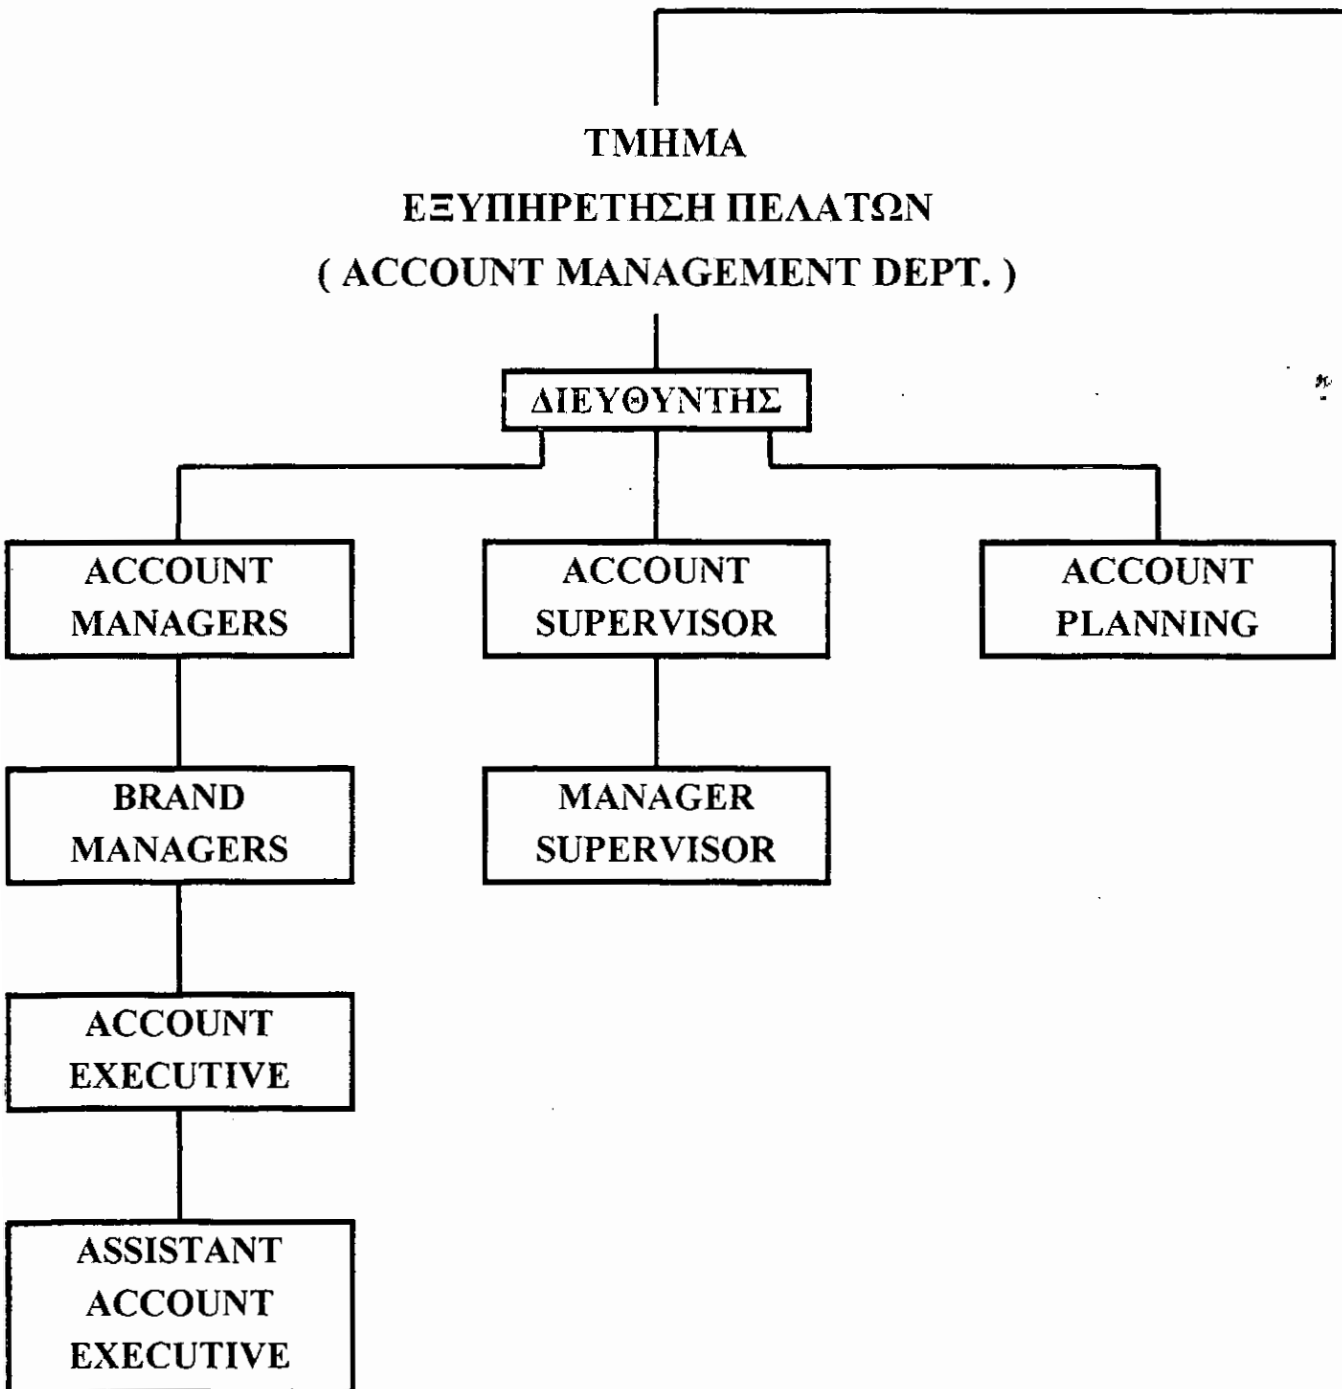 ΤΜΗΜΑ
ΕΞΥΠΗΡΕΤΗΣΗ ΠΕΛΑΤΩΝ
( ACCOUNT MANAGEMENT DEPT. )
ΔΙΕΥΘΥΝΤΗΣ
ACCOUNT
MANAGERS
ACCOUNT
SUPERVISOR
ACCOUNT
PLANNING
BRAND
MANAGERS
MANAGER
SUPERVISOR
ACCOUNT
EXECUTIVE
ASSISTANT
ACCOUNT
EXECUTIVE